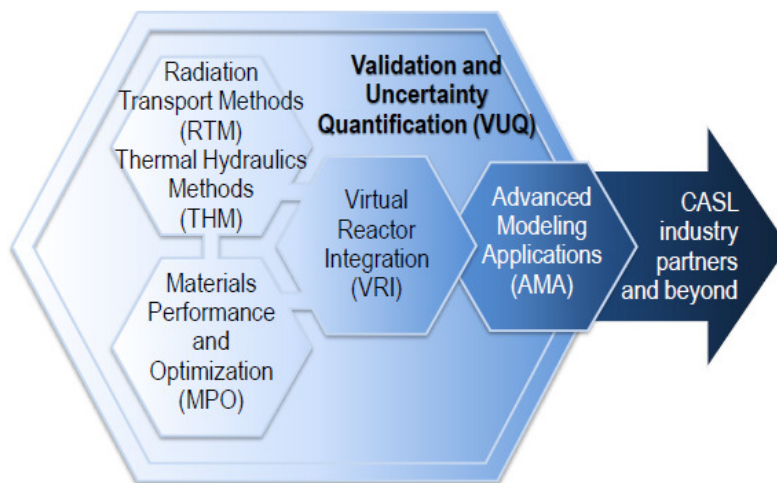 Radiation
Transport Methods
(RTM)
Thermal Hydraulics
Methods
(THM)
Materials
Performance
and
Optimization
(MPO)
Validation and
Uncertainty
Quantification (VUQ)
Virtual
Reactor
Integration
(VRI)
Advanced
Modeling
Applications
(AMA)
CASL
industry
partners
and beyond